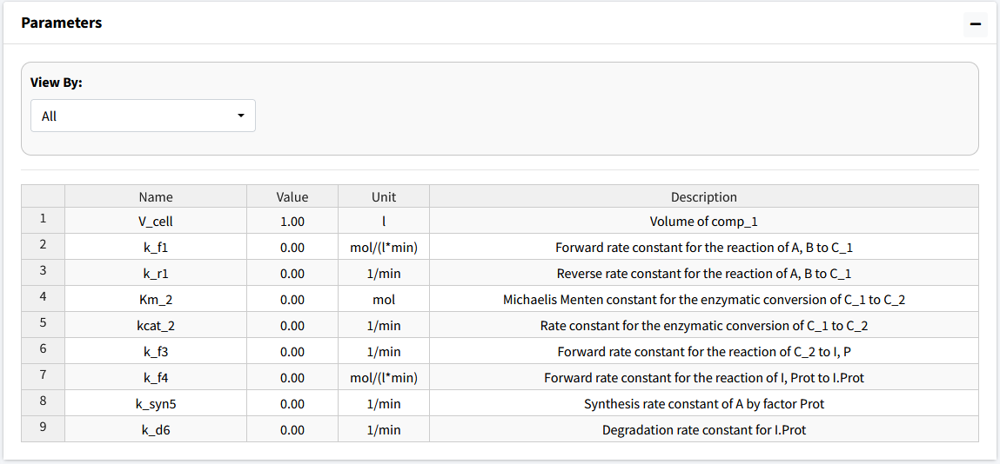 Parameters
View By:
All
Name Value Unit Description
1 V_cell 1.00 l Volume of comp_1
2 k_f1 0.00 mol/(l*min) Forward rate constant for the reaction of A, B to C_1
3 k_r1 0.00 1/min Reverse rate constant for the reaction of A, B to C_1
4 Km_2 0.00 mol Michaelis Menten constant for the enzymatic conversion of C_1 to C_2
5 kcat_2 0.00 1/min Rate constant for the enzymatic conversion of C_1 to C_2
6 k_f3 0.00 1/min Forward rate constant for the reaction of C_2 to I, P
7 k_f4 0.00 mol/(l*min) Forward rate constant for the reaction of I, Prot to I.Prot
8 k_syn5 0.00 1/min Synthesis rate constant of A by factor Prot
9 k_d6 0.00 1/min Degradation rate constant for I.Prot